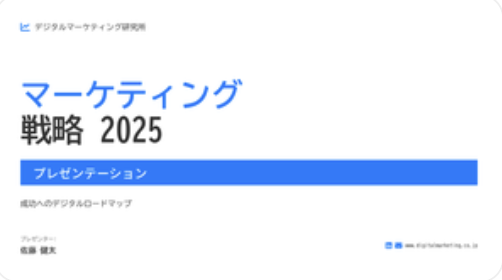 デジタルマーケティング研究所
マーケティング
戦略 2025
プレゼンテーション
成功へのデジタルロードマップ
プレゼンター:
佐藤 健太
www.digitalmarketing.co.jp